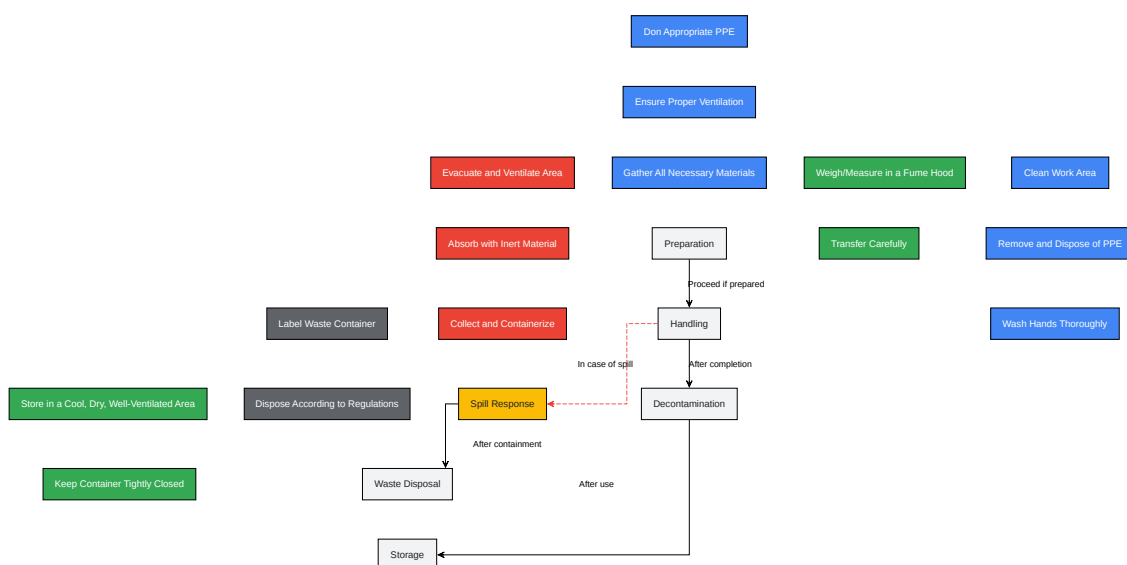 Don Appropriate PPE
Ensure Proper Ventilation
Evacuate and Ventilate Area
Gather All Necessary Materials
Weigh/Measure in a Fume Hood
Clean Work Area
Absorb with Inert Material
Preparation
Transfer Carefully
Remove and Dispose of PPE
Proceed if prepared
Label Waste Container
Collect and Containerize
Handling
Wash Hands Thoroughly
In case of spill
After completion
Store in a Cool, Dry, Well-Ventilated Area
Dispose According to Regulations
Spill Response
Decontamination
After containment
Keep Container Tightly Closed
Waste Disposal
After use
Storage